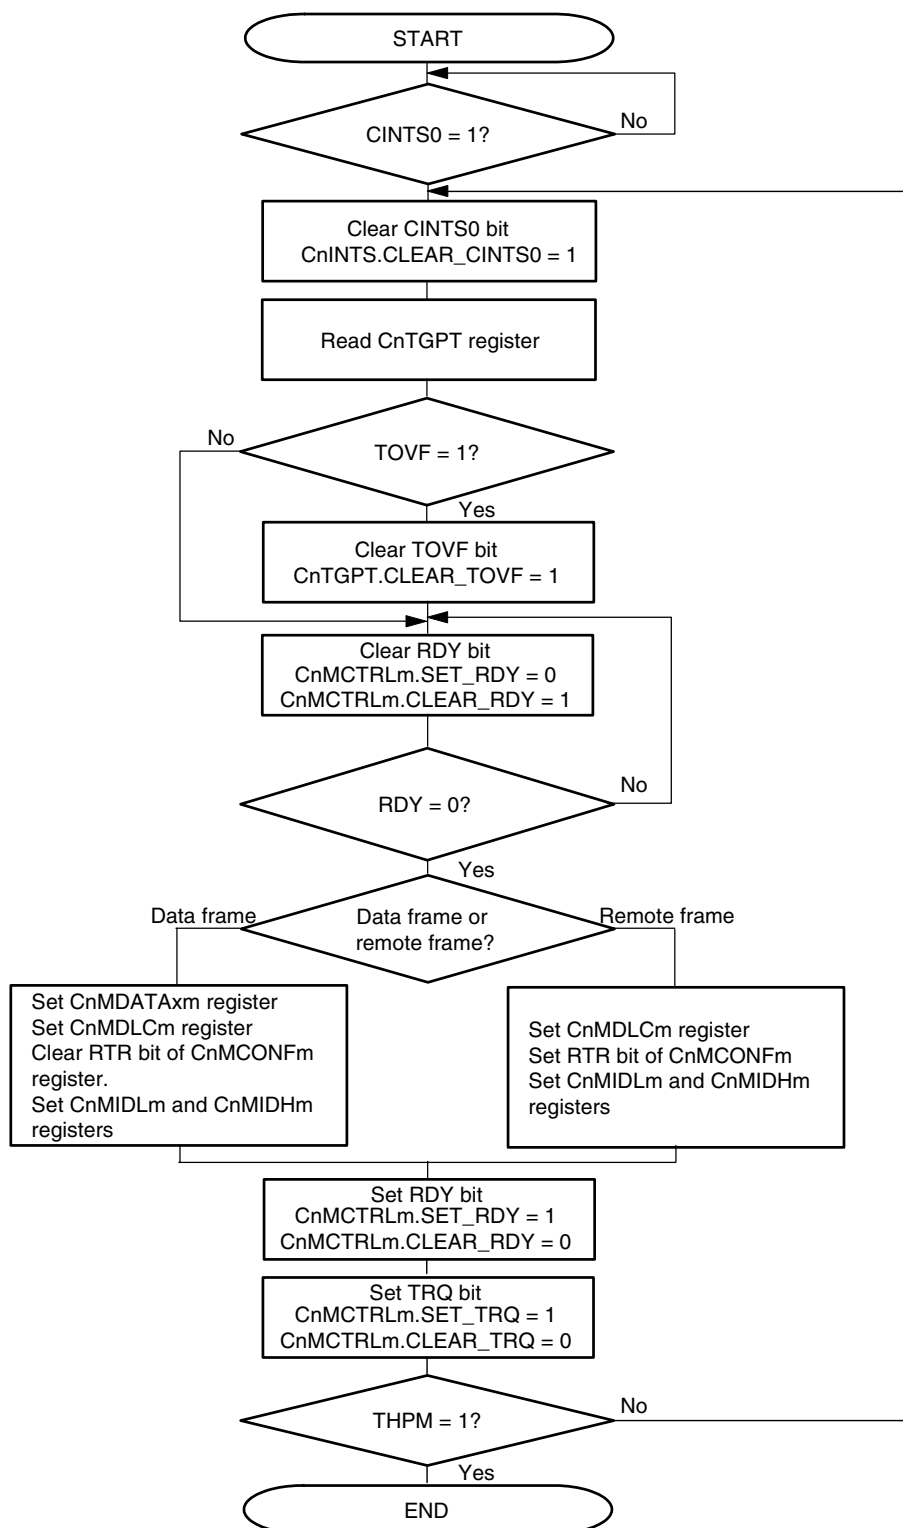 START
No
CINTS0 = 1?
Clear CINTS0 bit
CnINTS.CLEAR_CINTS0 = 1
Read CnTGPT register
No
TOVF = 1?
Yes
Clear TOVF bit
CnTGPT.CLEAR_TOVF = 1
Clear RDY bit
CnMCTRLm.SET_RDY = 0
CnMCTRLm.CLEAR_RDY = 1
No
RDY = 0?
Yes
Data frame
Data frame or
remote frame?
Remote frame
Set CnMDATAxm register
Set CnMDLCm register
Clear RTR bit of CnMCONFm
register.
Set CnMIDLm and CnMIDHm
registers
Set CnMDLCm register
Set RTR bit of CnMCONFm
Set CnMIDLm and CnMIDHm
registers
Set RDY bit
CnMCTRLm.SET_RDY = 1
CnMCTRLm.CLEAR_RDY = 0
Set TRQ bit
CnMCTRLm.SET_TRQ = 1
CnMCTRLm.CLEAR_TRQ = 0
THPM = 1?
No
Yes
END